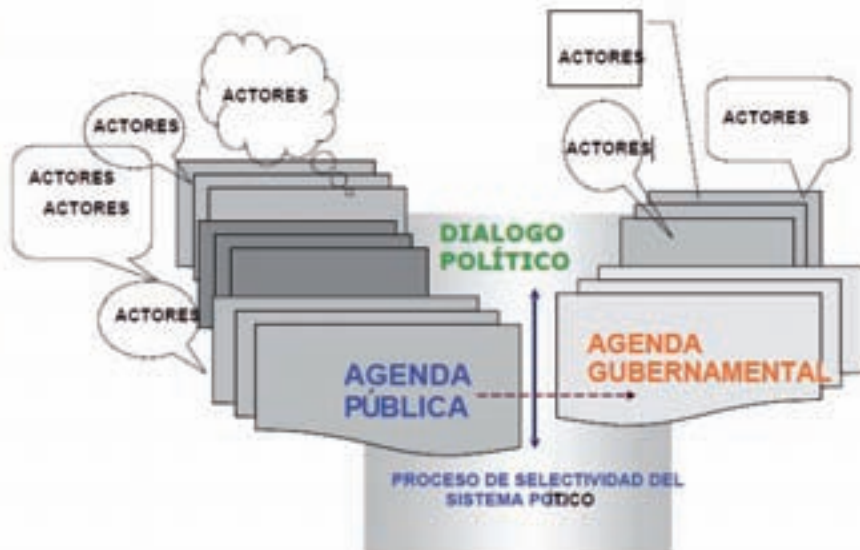 ACTORES
ACTORES
ACTORES
ACTORES
ACTORES
ACTORES
ACTORES
ACTORES
ACTORES
DIALOGO
POLÍTICO
AGENDA
PÚBLICA
AGENDA
GUBERNAMENTAL
PROCESO DE SELECTIVIDAD DEL
SISTEMA